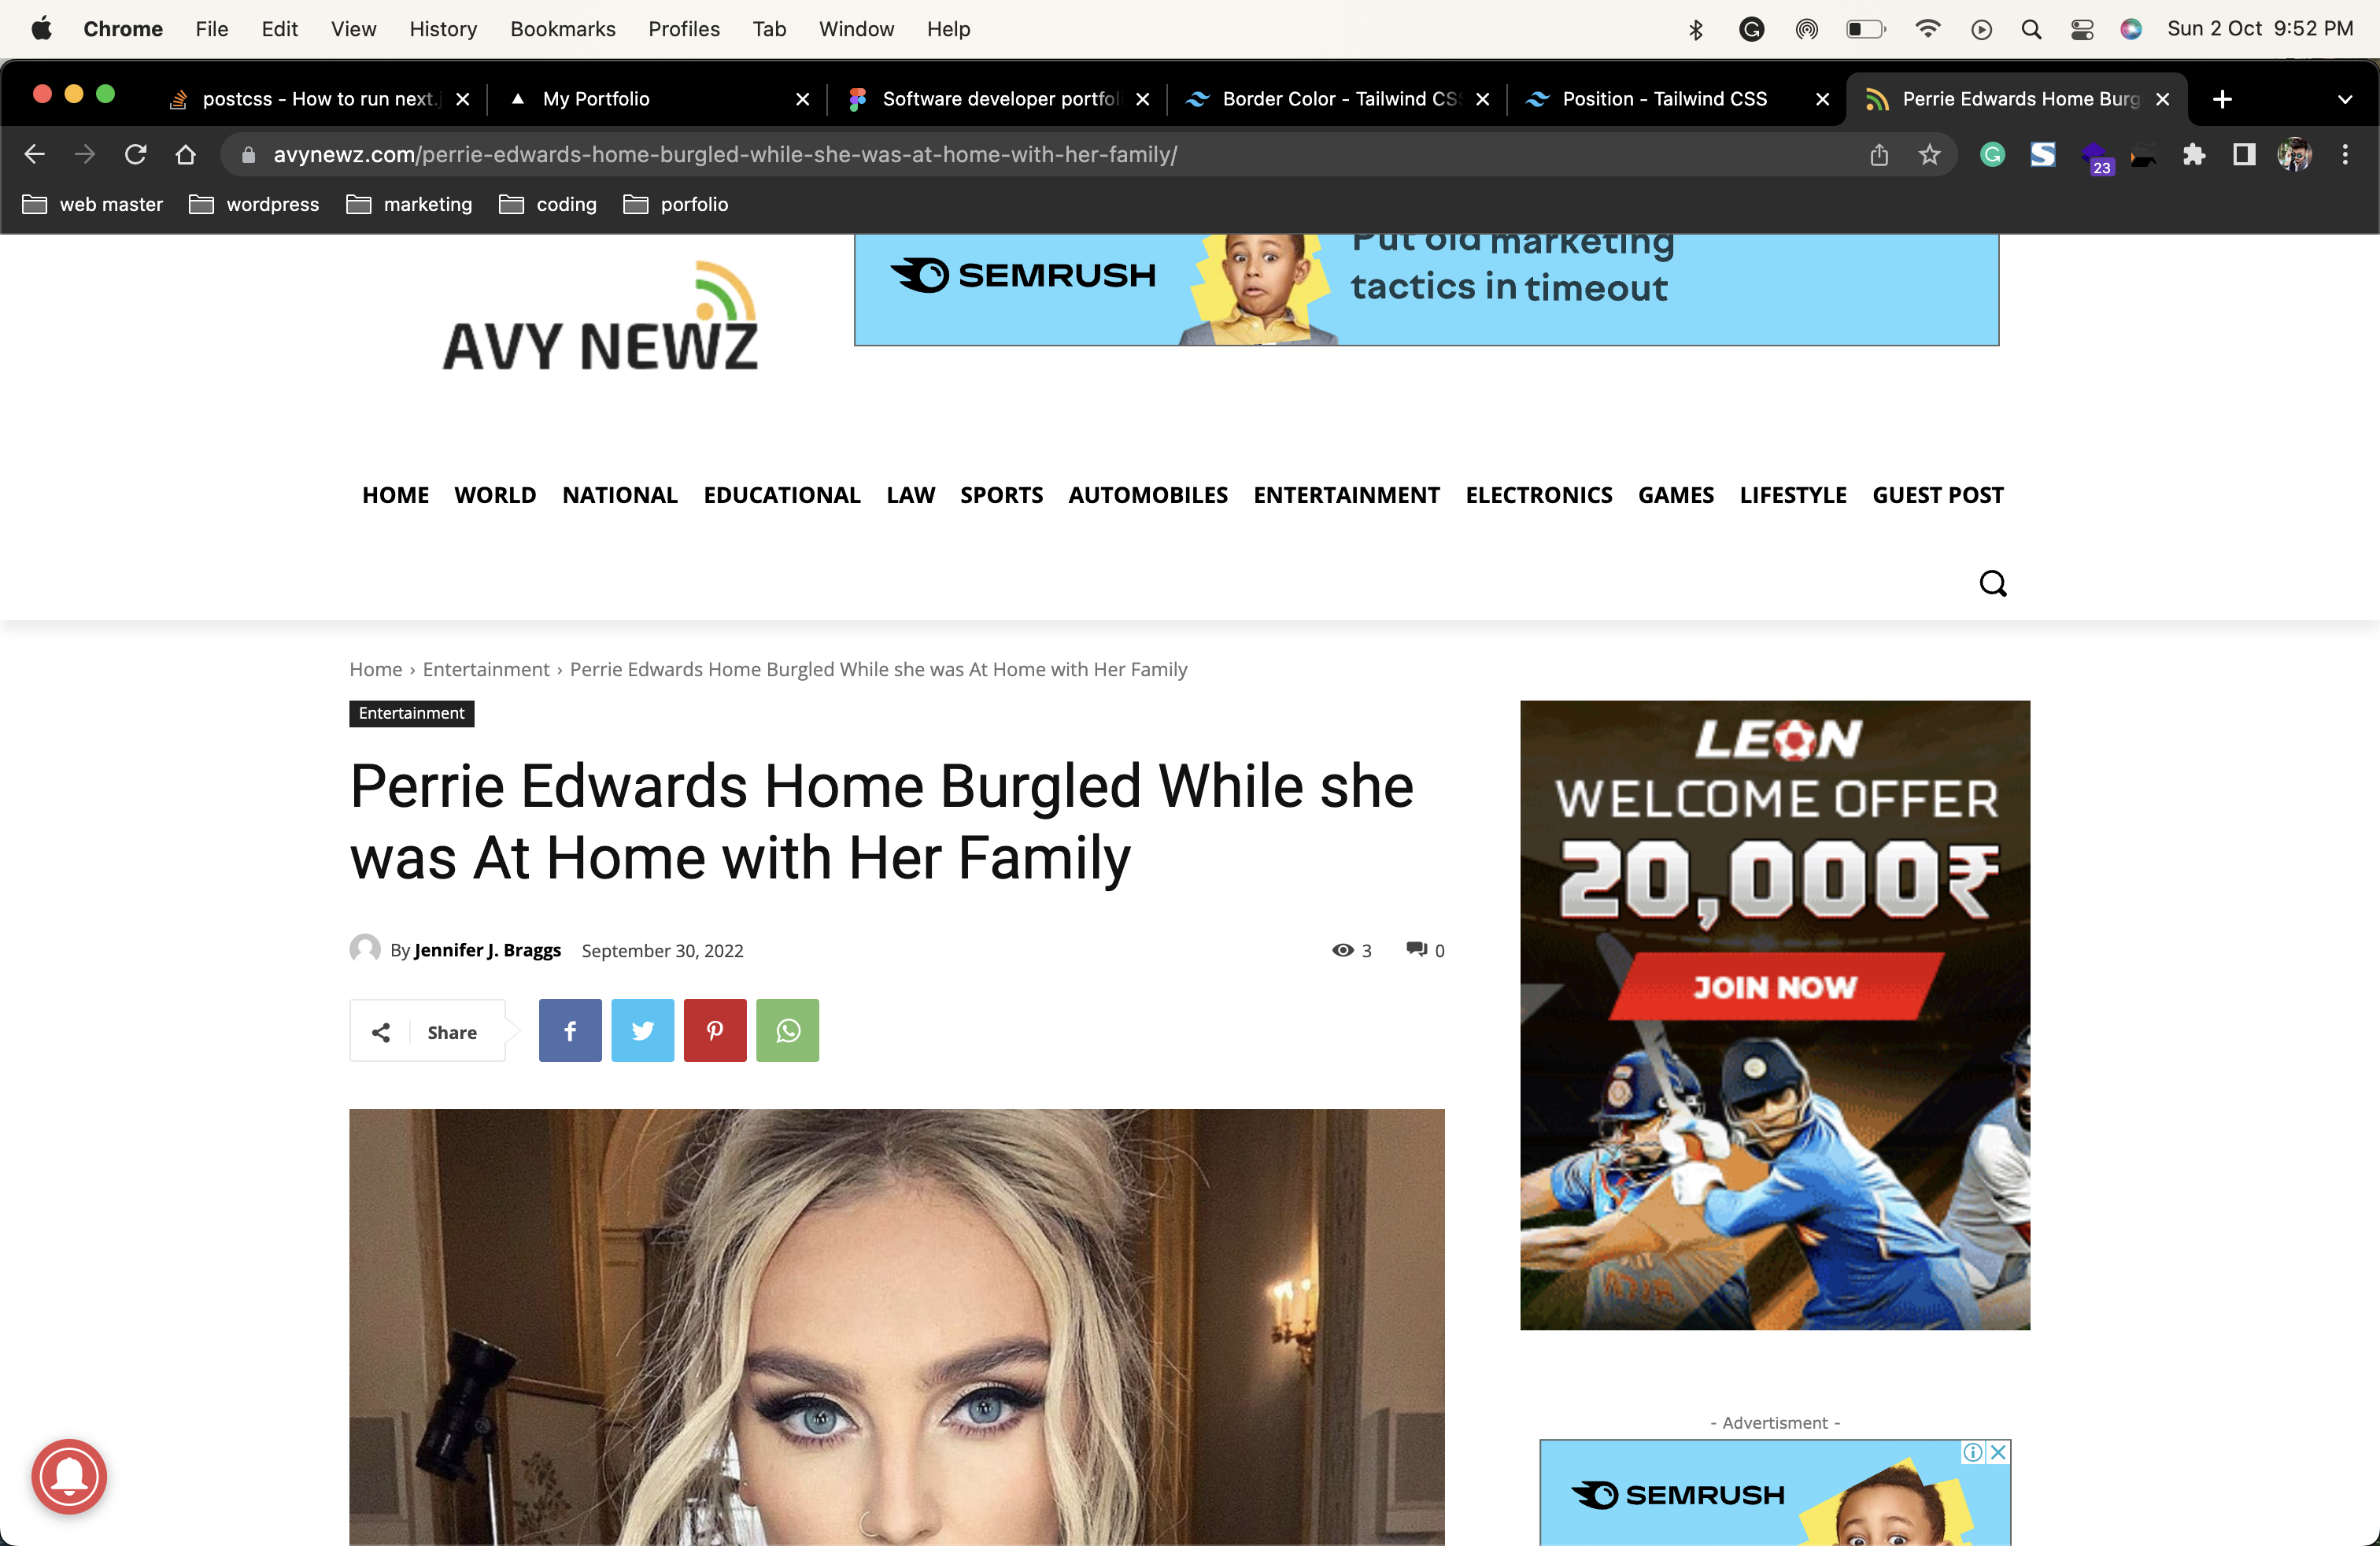 Chrome File Edit View History Bookmarks Profiles Tab Window Help Sun 2 Oct 9:52 PM
postcss - How to run next.j My Portfolio Software developer portfoli Border Color - Tailwind CSS Position - Tailwind CSS Perrie Edwards Home Burg
avynewz.com/perrie-edwards-home-burgled-while-she-was-at-home-with-her-family/
23
web master wordpress marketing coding porfolio
SEMRUSH
Put old marketing
tactics in timeout
AVY NEWZ
HOME WORLD NATIONAL EDUCATIONAL LAW SPORTS AUTOMOBILES ENTERTAINMENT ELECTRONICS GAMES LIFESTYLE GUEST POST
Home › Entertainment › Perrie Edwards Home Burgled While she was At Home with Her Family
Entertainment
Perrie Edwards Home Burgled While she
was At Home with Her Family
By Jennifer J. Braggs September 30, 2022 3 0
Share
LEON
WELCOME OFFER
20,000₹
JOIN NOW
- Advertisment -
SEMRUSH